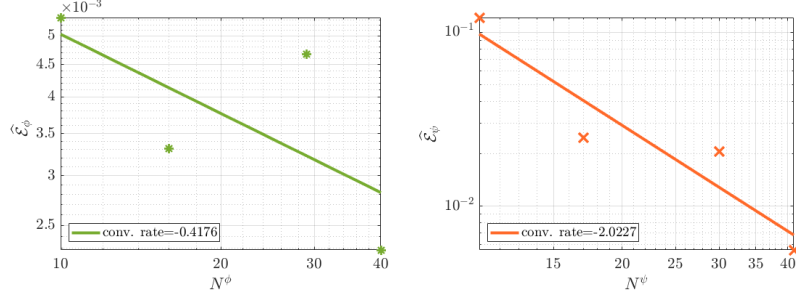 ×10⁻³
5
4.5
4
3.5
3
2.5
ℰ̂_ϕ
conv. rate=-0.4176
10 20 30 40
N^ϕ
10⁻¹
10⁻²
ℰ̂_ψ
conv. rate=-2.0227
15 20 25 30 35 40
N^ψ